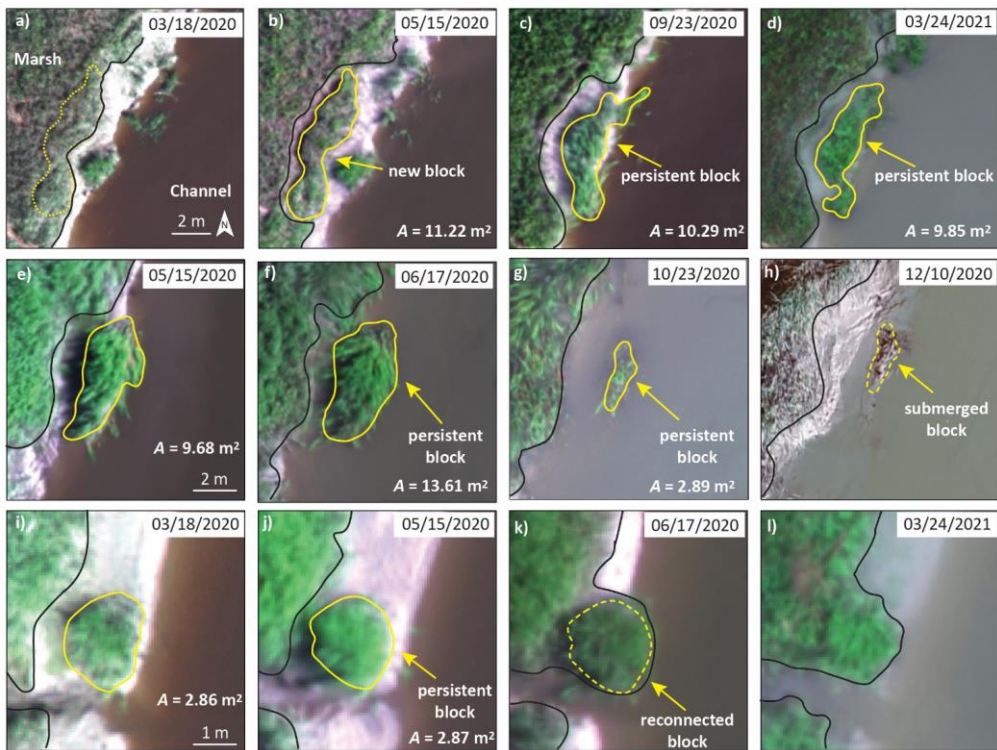 a)
03/18/2020
Marsh
Channel
2 m
N
b)
05/15/2020
new block
A = 11.22 m²
c)
09/23/2020
persistent block
A = 10.29 m²
d)
03/24/2021
persistent block
A = 9.85 m²
e)
05/15/2020
A = 9.68 m²
2 m
f)
06/17/2020
persistent
block
A = 13.61 m²
g)
10/23/2020
persistent
block
A = 2.89 m²
h)
12/10/2020
submerged
block
i)
03/18/2020
A = 2.86 m²
1 m
j)
05/15/2020
persistent
block
A = 2.87 m²
k)
06/17/2020
reconnected
block
l)
03/24/2021